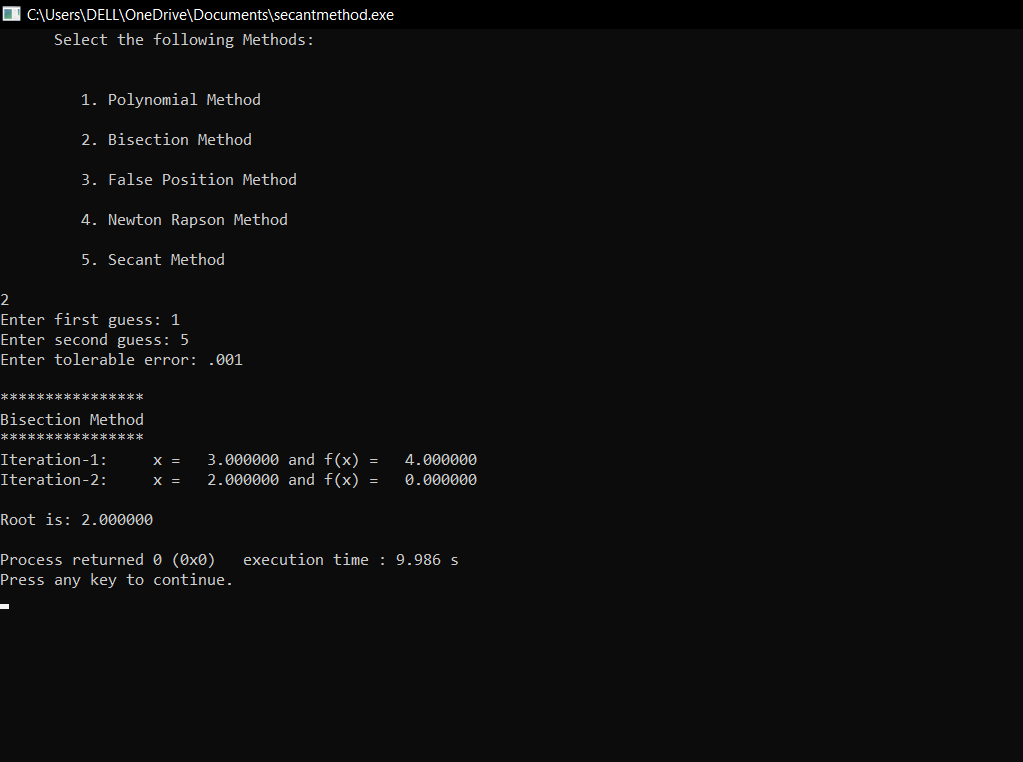 C:\Users\DELL\OneDrive\Documents\secantmethod.exe
Select the following Methods:
1. Polynomial Method
2. Bisection Method
3. False Position Method
4. Newton Rapson Method
5. Secant Method
2
Enter first guess: 1
Enter second guess: 5
Enter tolerable error: .001
****************
Bisection Method
****************
Iteration-1:     x =   3.000000 and f(x) =   4.000000
Iteration-2:     x =   2.000000 and f(x) =   0.000000
Root is: 2.000000
Process returned 0 (0x0)   execution time : 9.986 s
Press any key to continue.